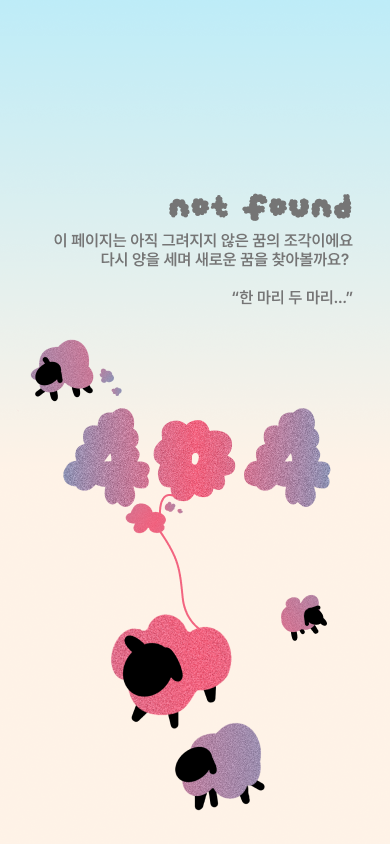 not found
이 페이지는 아직 그려지지 않은 꿈의 조각이에요
다시 양을 세며 새로운 꿈을 찾아볼까요?
“한 마리 두 마리...”
404